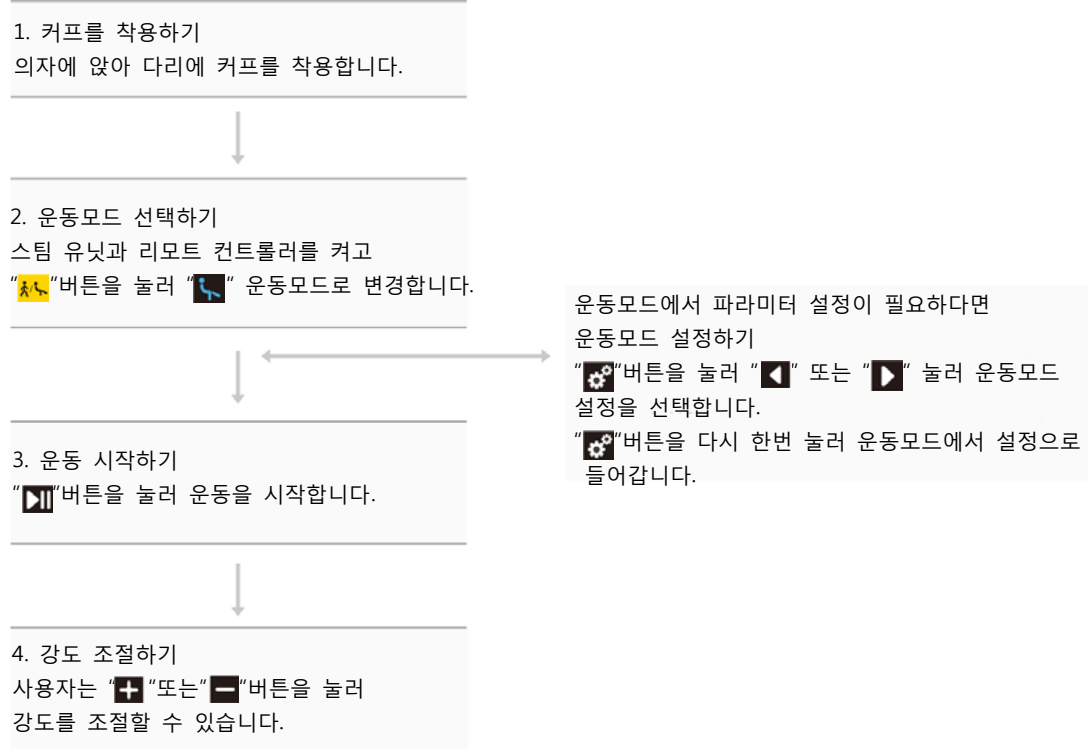 1. 커프를 착용하기
의자에 앉아 다리에 커프를 착용합니다.
2. 운동모드 선택하기
스팀 유닛과 리모트 컨트롤러를 켜고
""버튼을 눌러 "" 운동모드로 변경합니다.
운동모드에서 파라미터 설정이 필요하다면
운동모드 설정하기
""버튼을 눌러 "" 또는 "" 눌러 운동모드
설정을 선택합니다.
""버튼을 다시 한번 눌러 운동모드에서 설정으로
들어갑니다.
3. 운동 시작하기
""버튼을 눌러 운동을 시작합니다.
4. 강도 조절하기
사용자는 "+"또는"-"버튼을 눌러
강도를 조절할 수 있습니다.